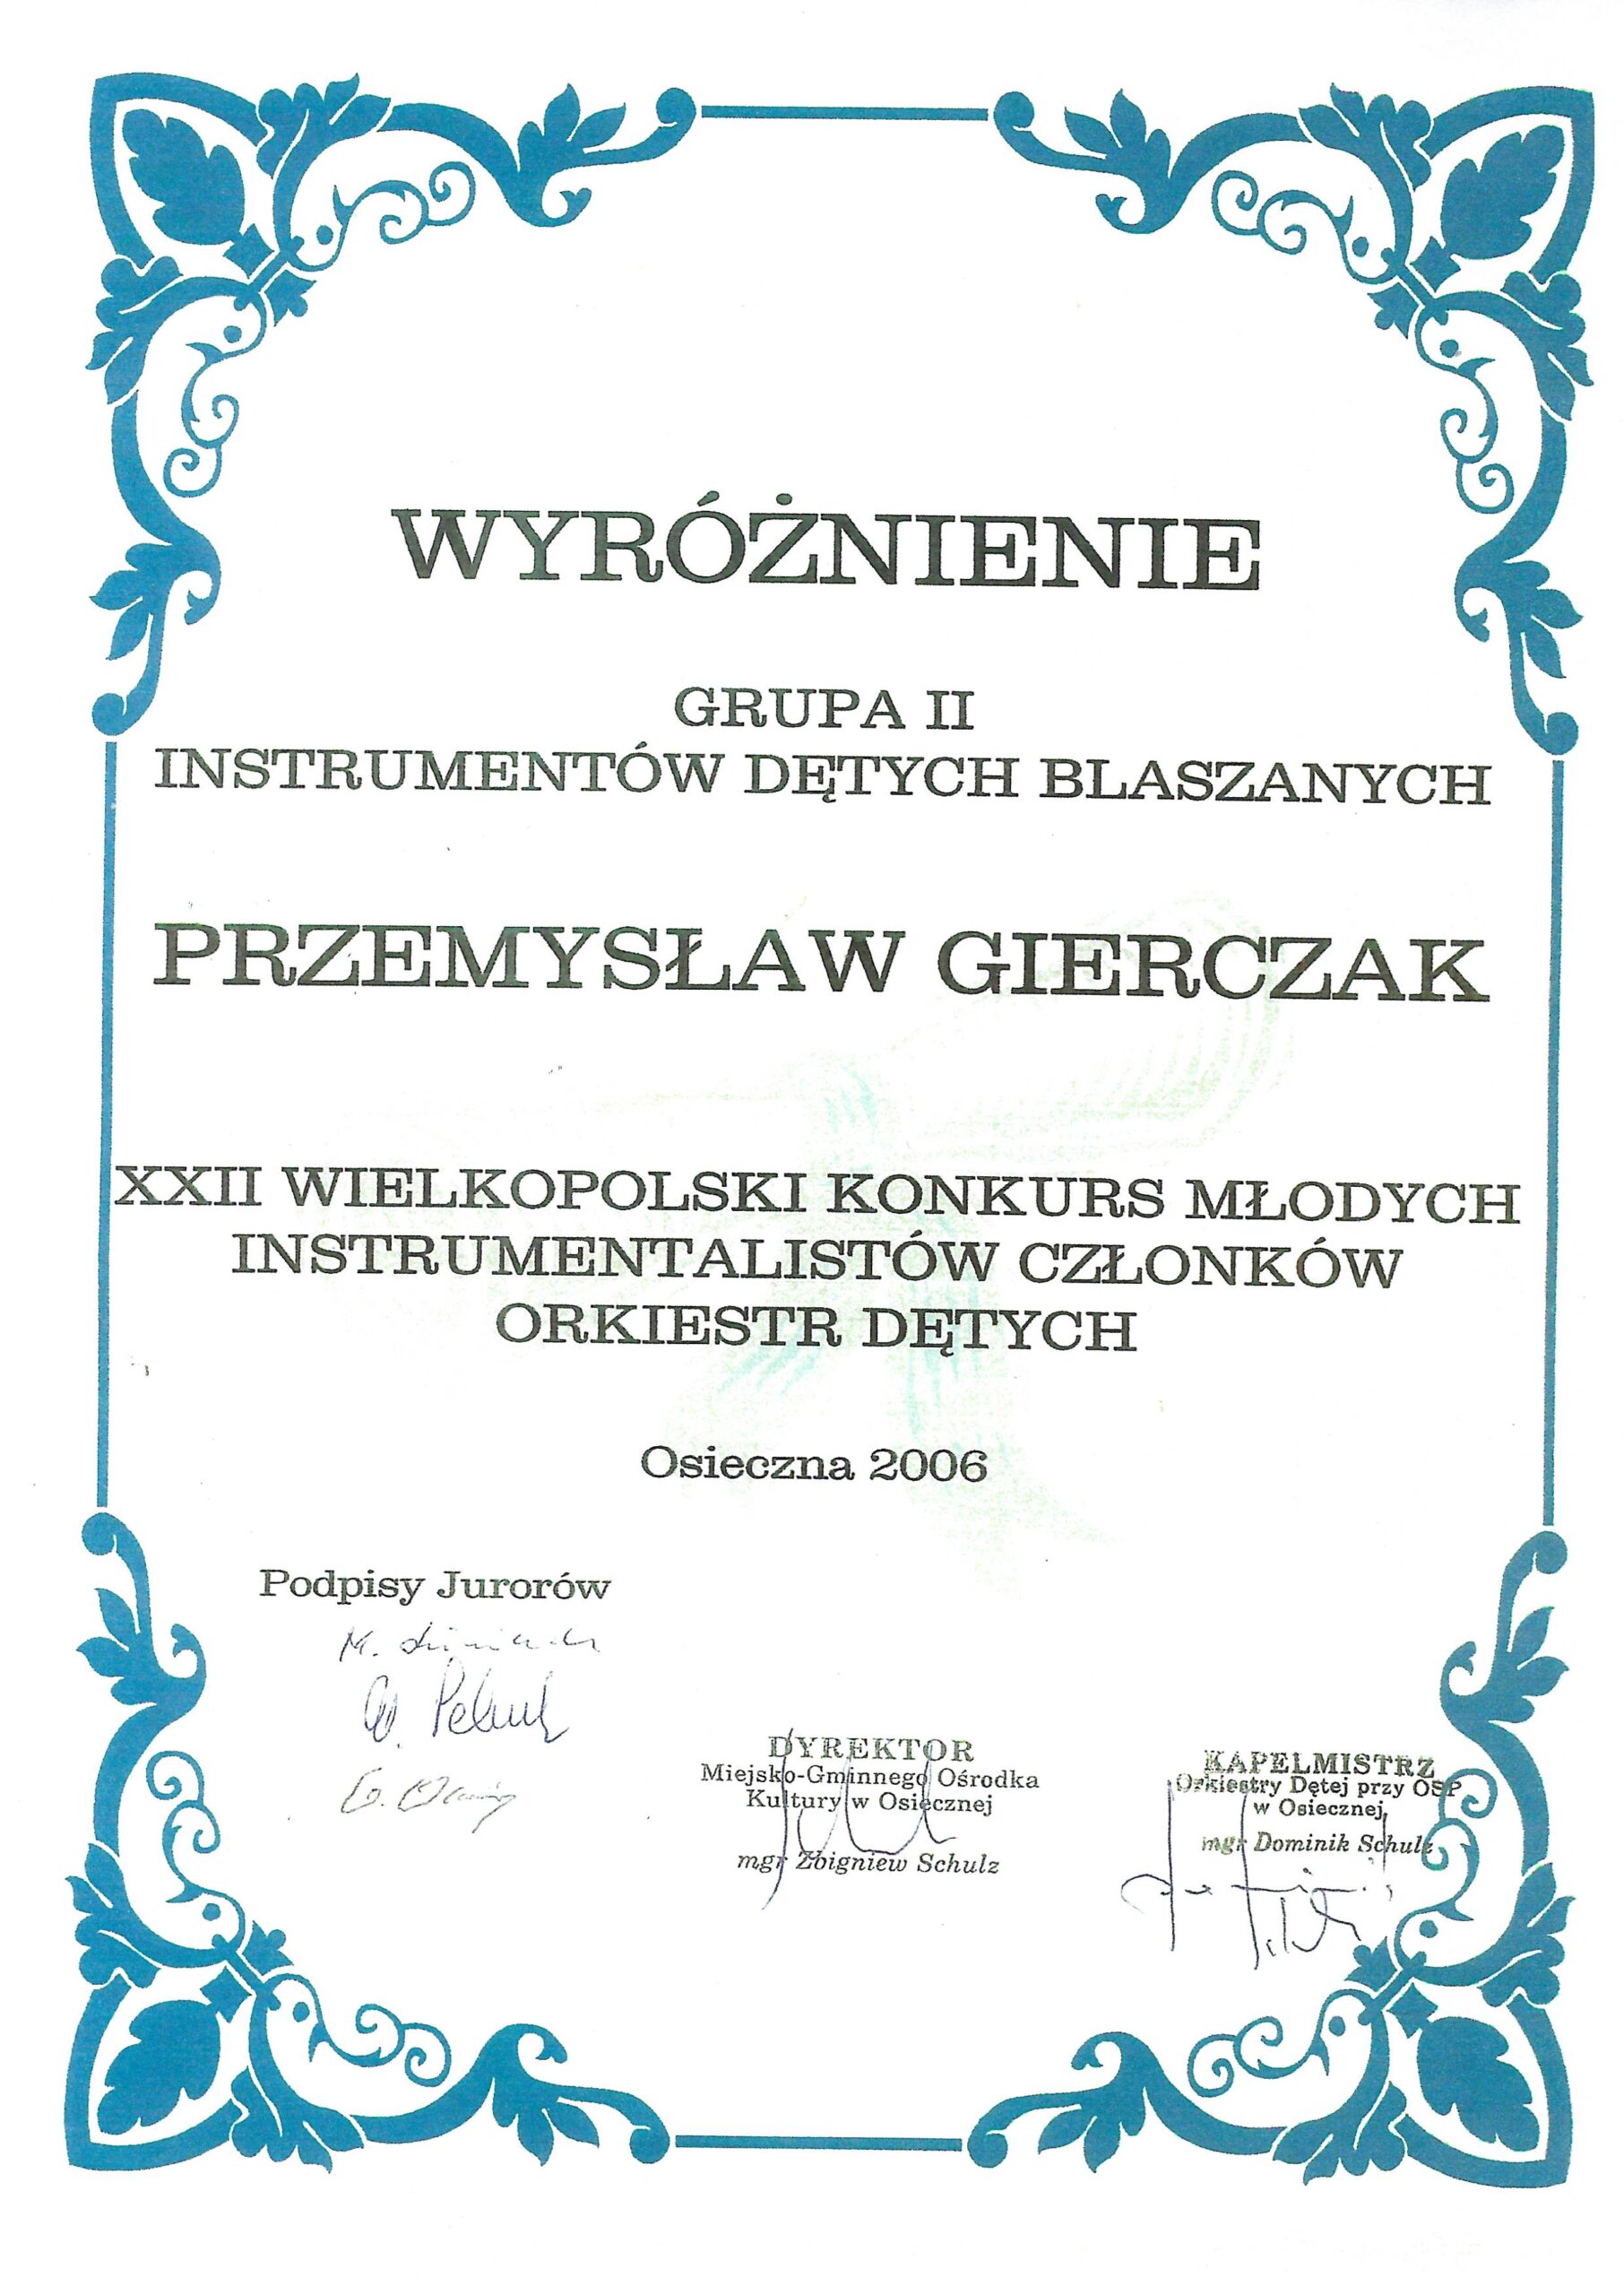 WYRÓŻNIENIE
GRUPA II
INSTRUMENTÓW DĘTYCH BLASZANYCH
PRZEMYSŁAW GIERCZAK
XXII WIELKOPOLSKI KONKURS MŁODYCH
INSTRUMENTALISTÓW CZŁONKÓW
ORKIESTR DĘTYCH
Osieczna 2006
Podpisy Jurorów
M.
DYREKTOR
Miejsko-Gminnego Ośrodka
Kultury w Osiecznej
mgr Zbigniew Schulz
KAPELMISTRZ
Orkiestry Dętej przy OSP
w Osiecznej
mgr Dominik Schulz